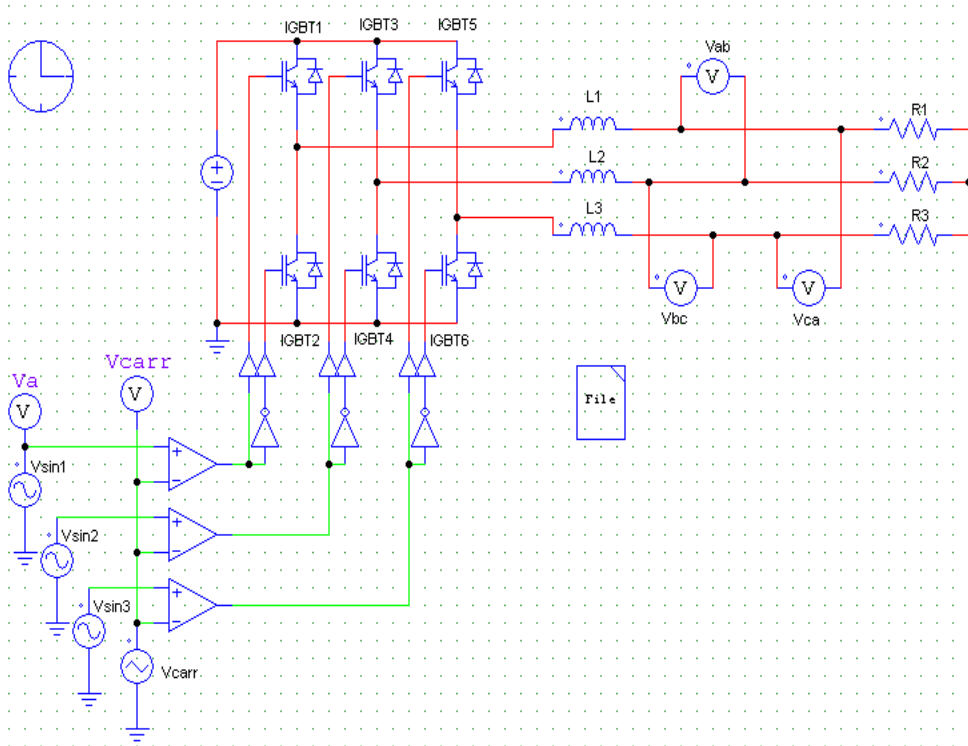 IGBT1
IGBT3
IGBT5
Vab
V
L1
R1
L2
R2
L3
R3
V
V
Vbc
Vca
IGBT2
IGBT4
IGBT6
Vcarr
V
Va
V
File
Vsin1
Vsin2
Vsin3
Vcarr